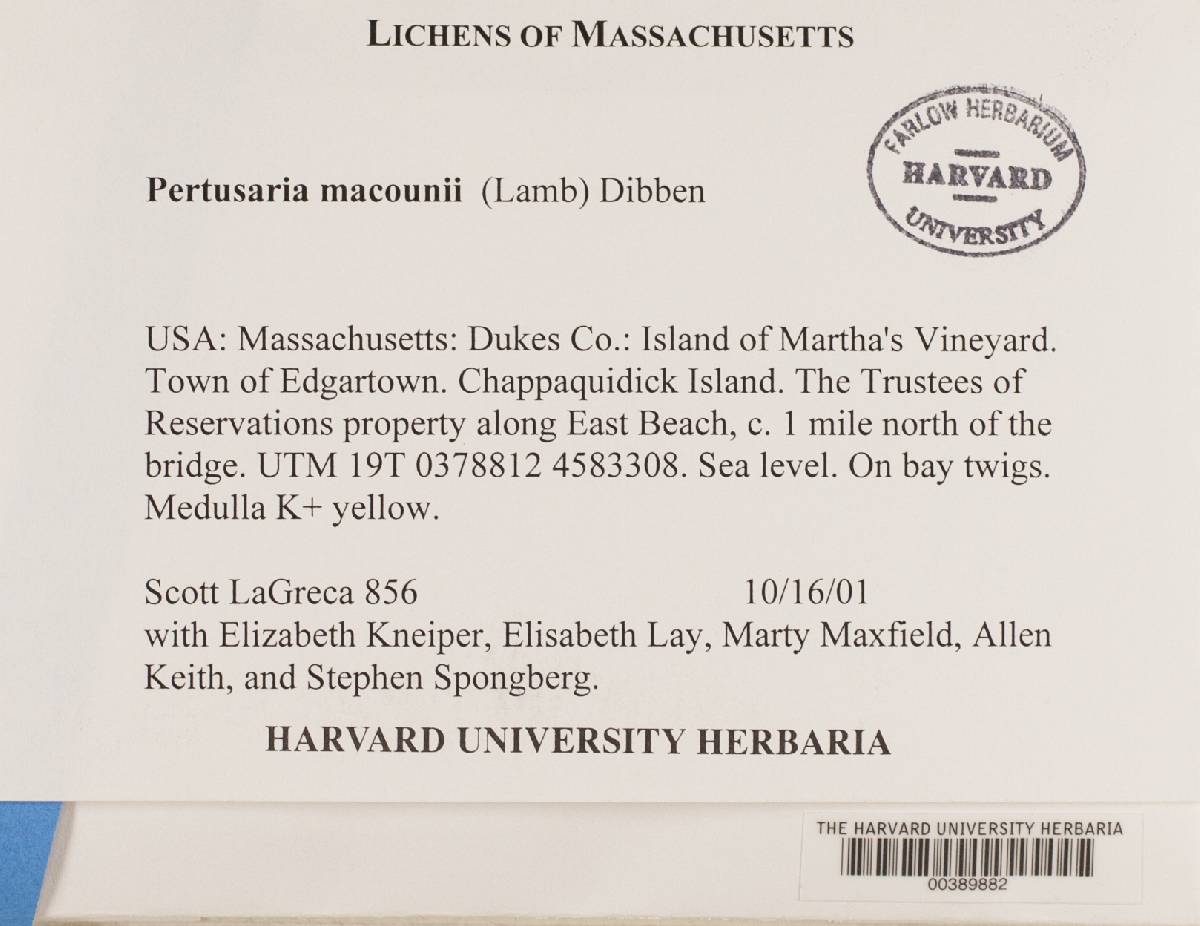 LICHENS OF MASSACHUSETTS
FARLOW HERBARIUM
HARVARD
UNIVERSITY
Pertusaria macounii (Lamb) Dibben
USA: Massachusetts: Dukes Co.: Island of Martha's Vineyard.
Town of Edgartown. Chappaquidick Island. The Trustees of
Reservations property along East Beach, c. 1 mile north of the
bridge. UTM 19T 0378812 4583308. Sea level. On bay twigs.
Medulla K+ yellow.
Scott LaGreca 856 10/16/01
with Elizabeth Kneiper, Elisabeth Lay, Marty Maxfield, Allen
Keith, and Stephen Spongberg.
HARVARD UNIVERSITY HERBARIA
THE HARVARD UNIVERSITY HERBARIA
00389882